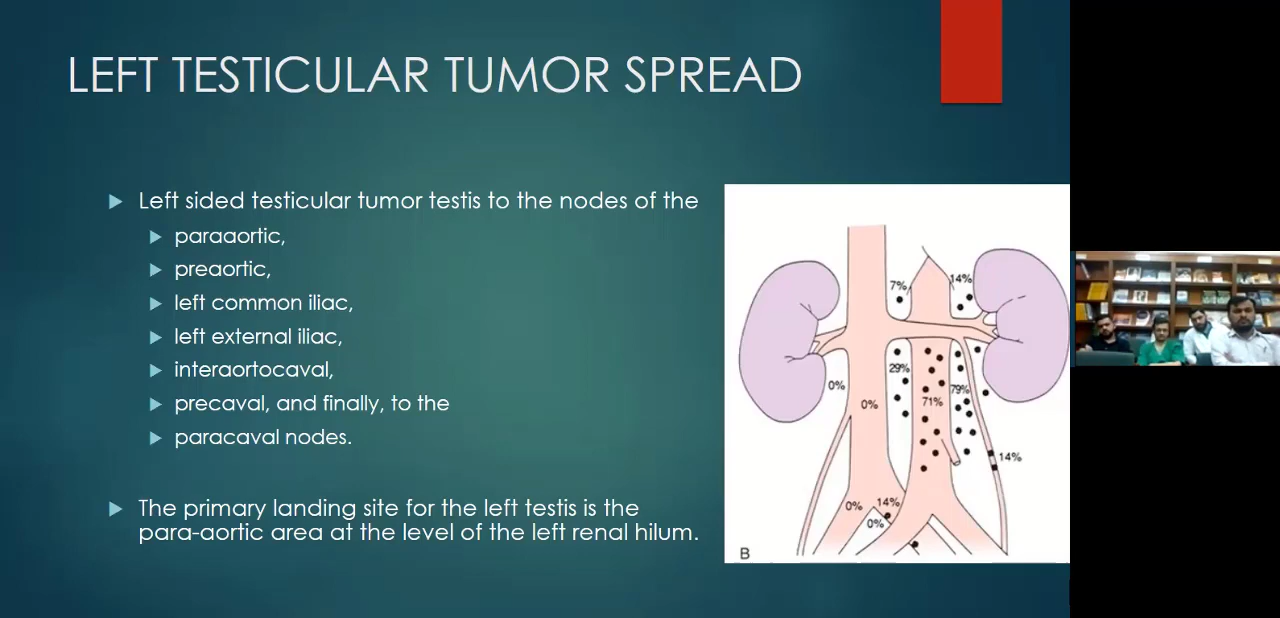 LEFT TESTICULAR TUMOR SPREAD
Left sided testicular tumor testis to the nodes of the
paraaortic,
preaortic,
left common iliac,
left external iliac,
interaortocaval,
precaval, and finally, to the
paracaval nodes.
The primary landing site for the left testis is the
para-aortic area at the level of the left renal hilum.
7%
14%
0%
29%
79%
0%
71%
14%
0%
14%
0%
B